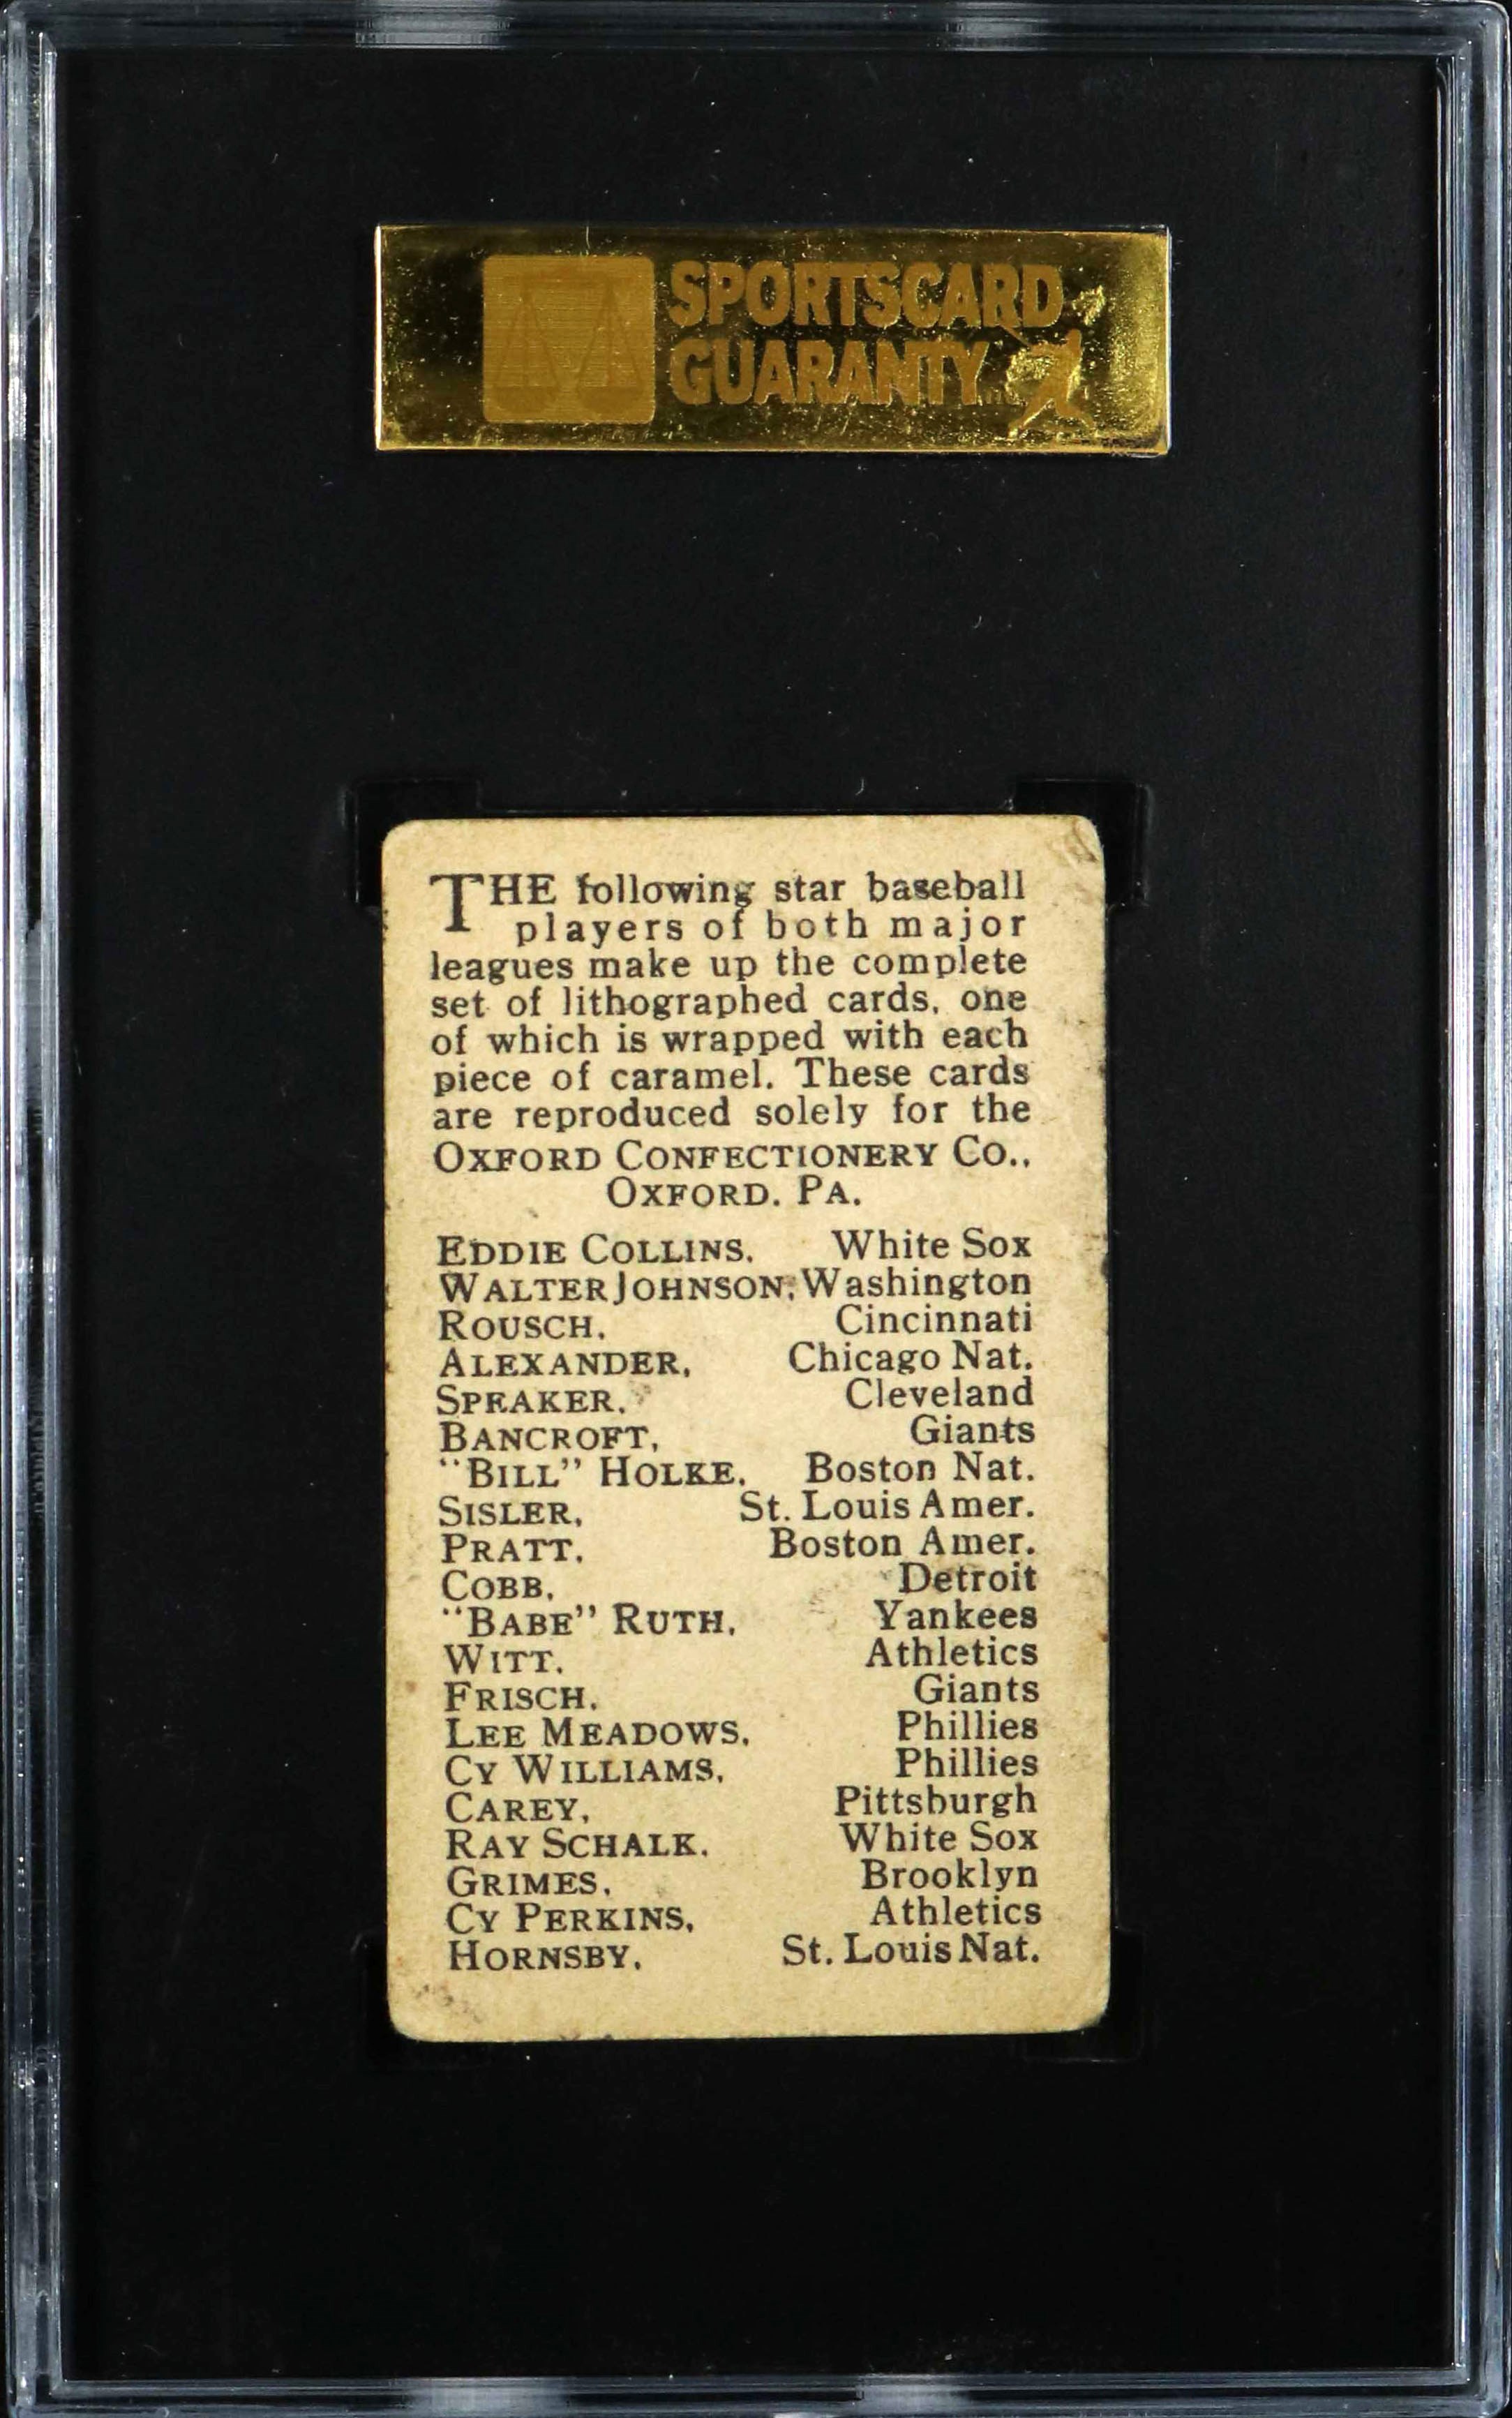 SPORTSCARD
GUARANTY
THE following star baseball
players of both major
leagues make up the complete
set of lithographed cards, one
of which is wrapped with each
piece of caramel. These cards
are reproduced solely for the
OXFORD CONFECTIONERY CO.,
OXFORD. PA.
EDDIE COLLINS. White Sox
WALTER JOHNSON, Washington
ROUSCH, Cincinnati
ALEXANDER, Chicago Nat.
SPEAKER, Cleveland
BANCROFT, Giants
"BILL" HOLKE, Boston Nat.
SISLER, St. Louis Amer.
PRATT, Boston Amer.
COBB, Detroit
"BABE" RUTH, Yankees
WITT, Athletics
FRISCH, Giants
LEE MEADOWS, Phillies
CY WILLIAMS, Phillies
CAREY, Pittsburgh
RAY SCHALK, White Sox
GRIMES, Brooklyn
CY PERKINS, Athletics
HORNSBY, St. Louis Nat.